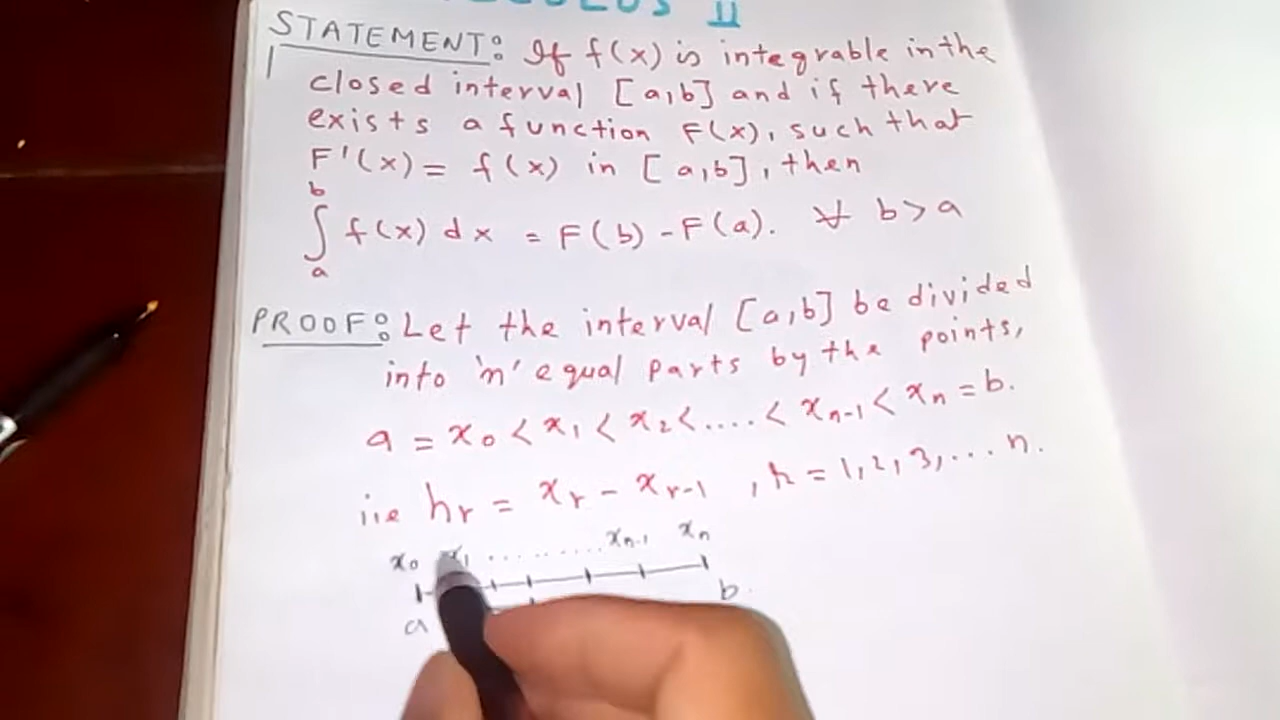 II
STATEMENT: If f(x) is integrable in the
closed interval [a,b] and if there
exists a function F(x), such that
F'(x) = f(x) in [a,b], then
∫ₐᵇ f(x) dx = F(b) - F(a). ∀ b > a
PROOF: Let the interval [a,b] be divided
into 'n' equal parts by the points,
a = x₀ < x₁ < x₂ < .... < xₙ₋₁ < xₙ = b.
i.e hᵣ = xᵣ - xᵣ₋₁ , r = 1,2,3,... n.
x₀ x₁ ......... xₙ₋₁ xₙ
a b.